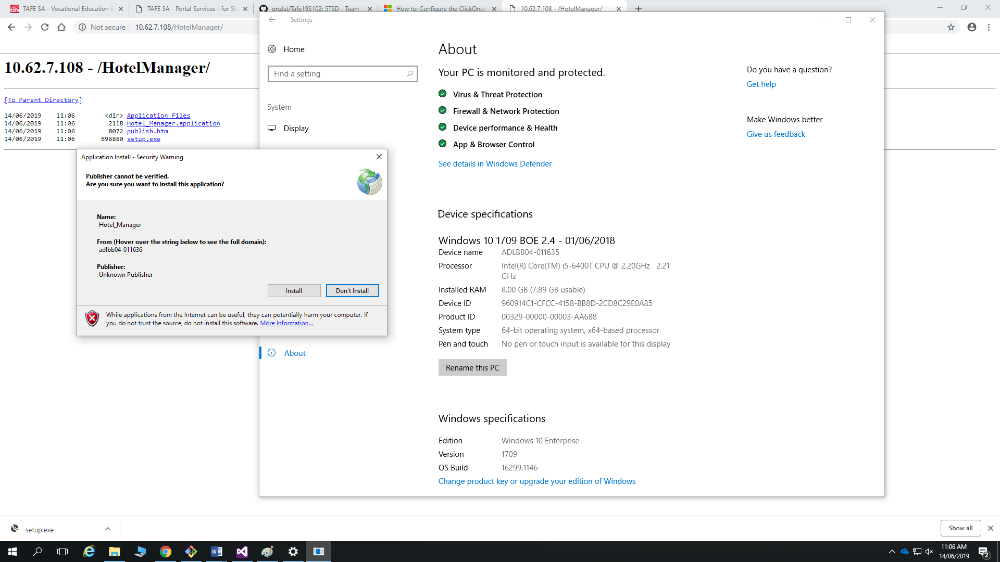 TAFE SA - Vocational Education &
TAFE SA - Portal Services - for Sta
gnzlst/Tafe19S102: 5TSD - Team
How to: Configure the ClickOnce
10.62.7.108 - /HotelManager/
Not secure
10.62.7.108/HotelManager/
10.62.7.108 - /HotelManager/
[To Parent Directory]
14/06/2019 11:06 <dir> Application Files
14/06/2019 11:06 2118 Hotel_Manager.application
14/06/2019 11:06 8072 publish.htm
14/06/2019 11:06 698880 setup.exe
Application Install - Security Warning
Publisher cannot be verified.
Are you sure you want to install this application?
Name:
Hotel_Manager
From (Hover over the string below to see the full domain):
adlbb04-011636
Publisher:
Unknown Publisher
Install
Don't Install
While applications from the Internet can be useful, they can potentially harm your computer. If
you do not trust the source, do not install this software. More Information...
Settings
Home
Find a setting
System
Display
About
About
Your PC is monitored and protected.
Virus & Threat Protection
Firewall & Network Protection
Device performance & Health
App & Browser Control
See details in Windows Defender
Device specifications
Windows 10 1709 BOE 2.4 - 01/06/2018
Device name ADLBB04-011635
Processor Intel(R) Core(TM) i5-6400T CPU @ 2.20GHz 2.21
GHz
Installed RAM 8.00 GB (7.89 GB usable)
Device ID 960914C1-CFCC-4158-BB8D-2CD8C29E0A85
Product ID 00329-00000-00003-AA688
System type 64-bit operating system, x64-based processor
Pen and touch No pen or touch input is available for this display
Rename this PC
Windows specifications
Edition Windows 10 Enterprise
Version 1709
OS Build 16299.1146
Change product key or upgrade your edition of Windows
Do you have a question?
Get help
Make Windows better
Give us feedback
setup.exe
Show all
11:06 AM
14/06/2019
2